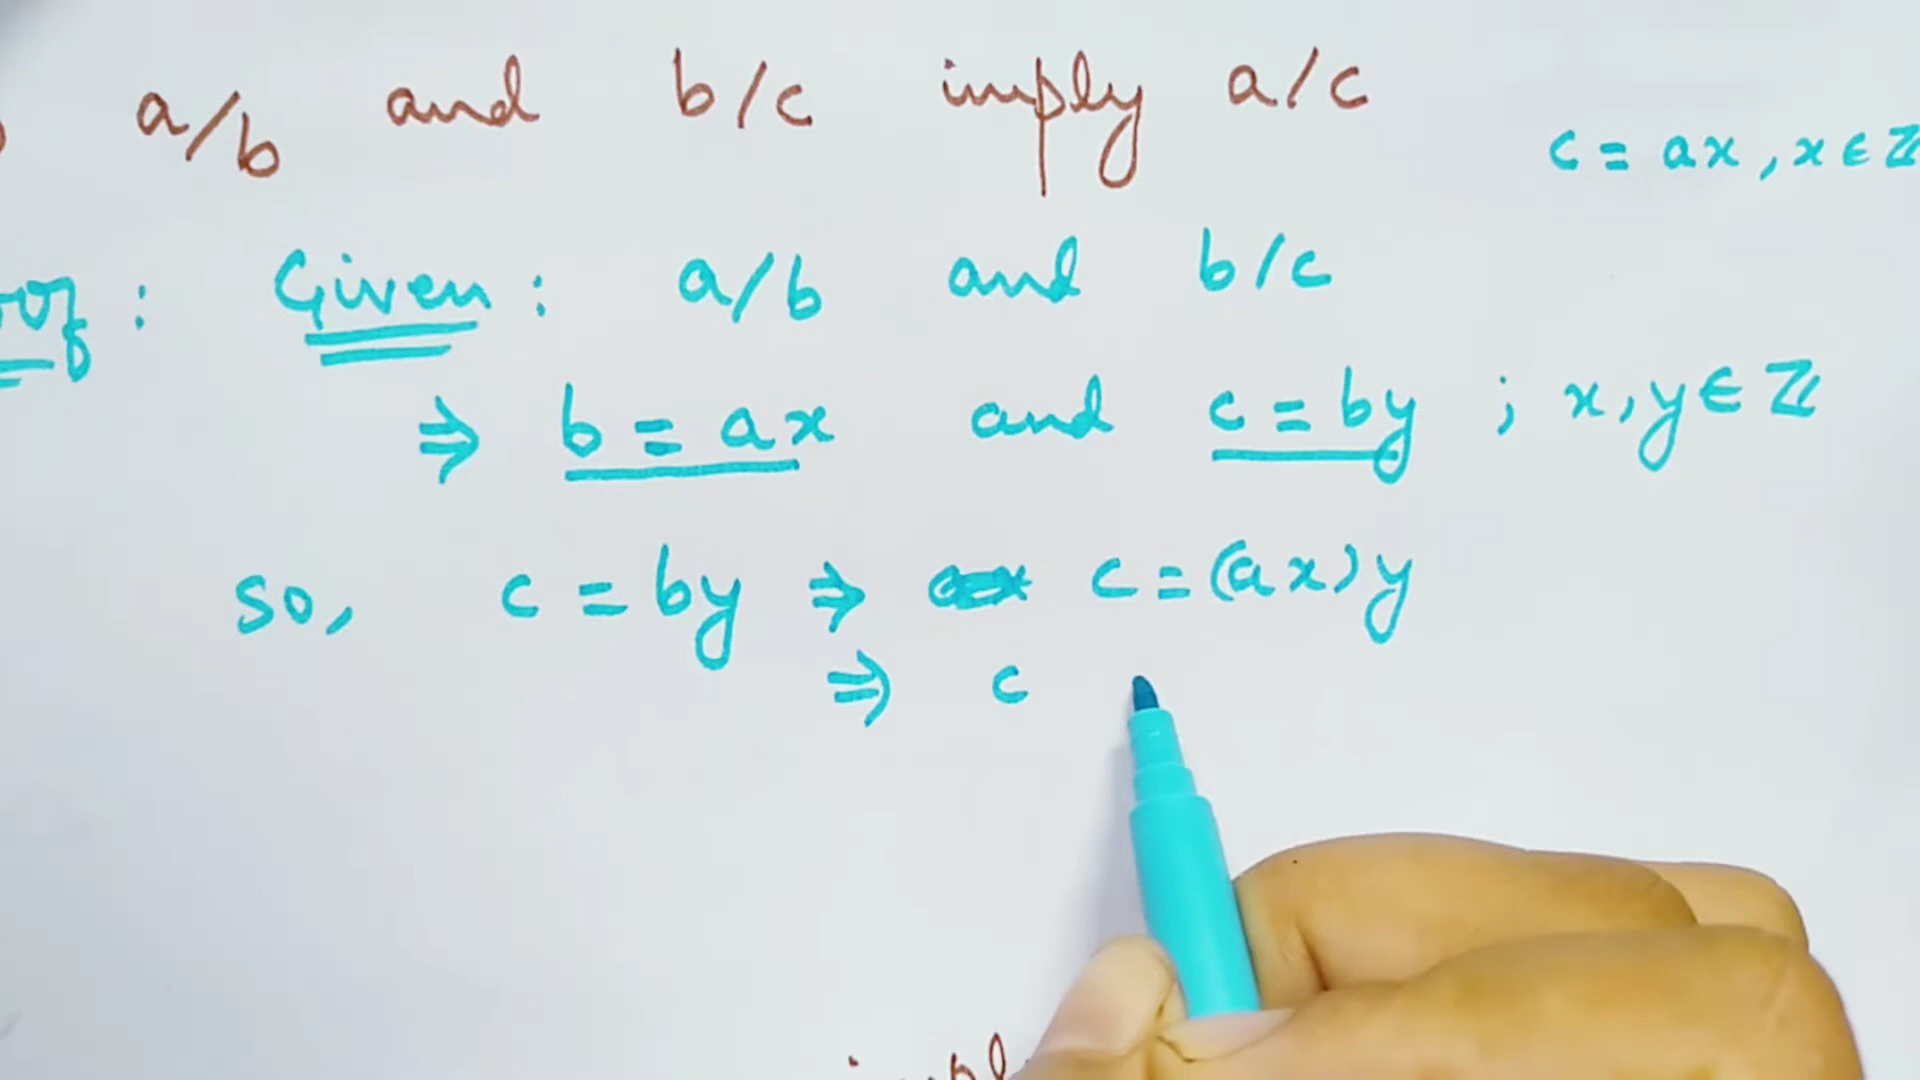 a/b and b/c imply a/c
c = ax, x ∈ ℤ
: Given : a/b and b/c
⇒ b = ax and c = by ; x, y ∈ ℤ
so, c = by ⇒ c = (ax)y
⇒ c